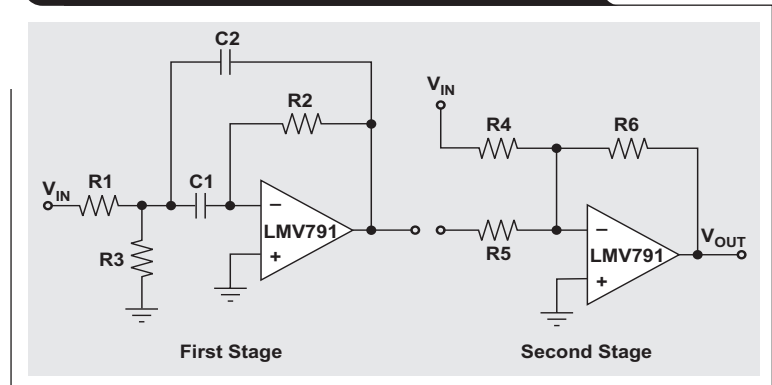 C2
R2
V_IN
R1
C1
R3
−
LMV791
+
First Stage
V_IN
R4
R6
R5
−
LMV791
+
V_OUT
Second Stage